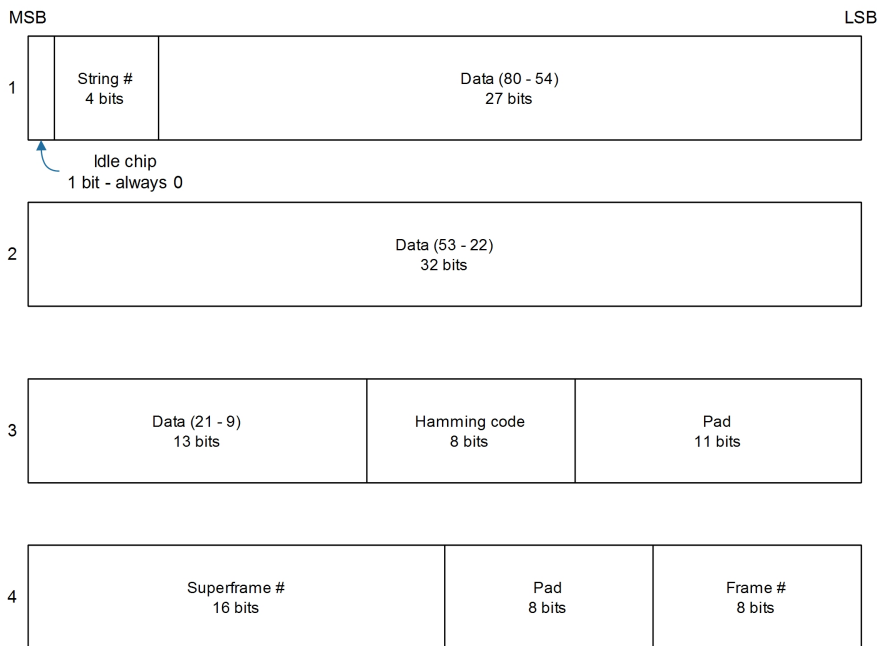 MSB
LSB
1
String #
4 bits
Data (80 - 54)
27 bits
Idle chip
1 bit - always 0
2
Data (53 - 22)
32 bits
3
Data (21 - 9)
13 bits
Hamming code
8 bits
Pad
11 bits
4
Superframe #
16 bits
Pad
8 bits
Frame #
8 bits